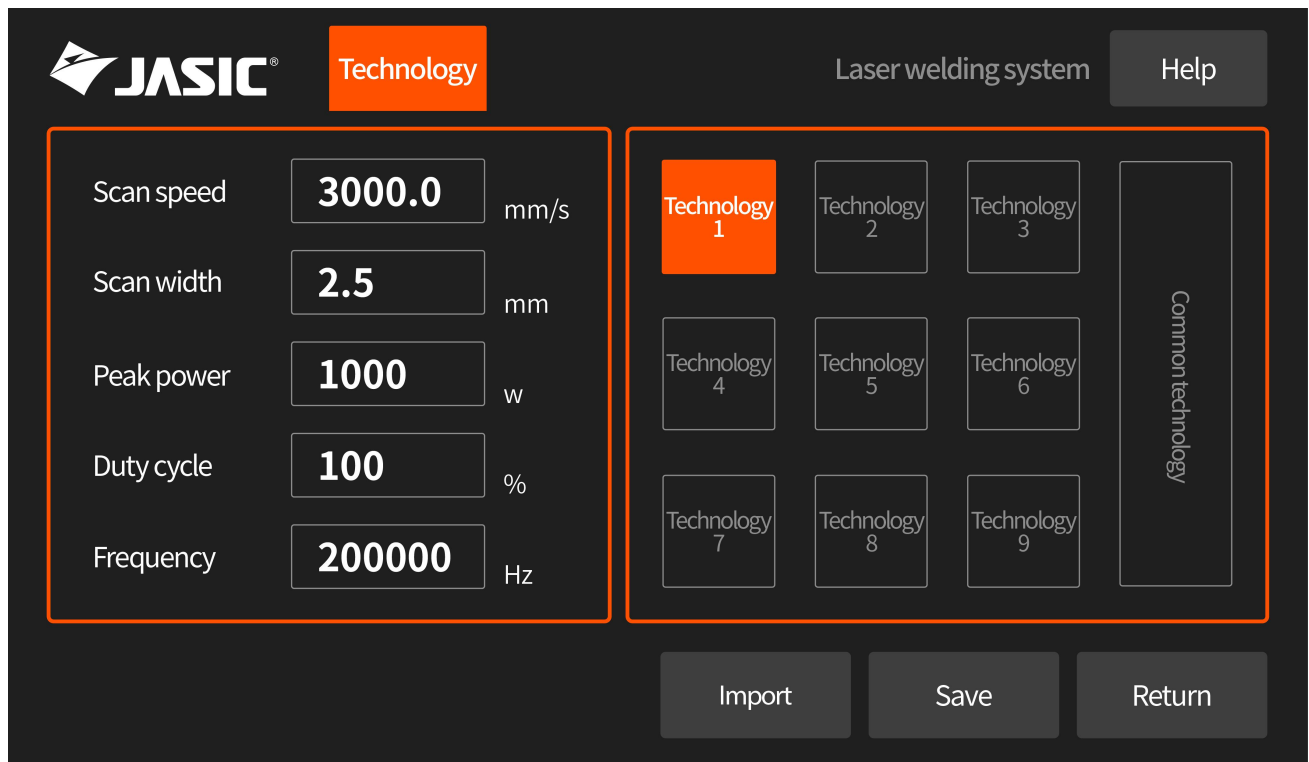 JASIC®
Technology
Laser welding system
Help
Scan speed
3000.0
mm/s
Scan width
2.5
mm
Peak power
1000
w
Duty cycle
100
%
Frequency
200000
Hz
Technology
1
Technology
2
Technology
3
Technology
4
Technology
5
Technology
6
Technology
7
Technology
8
Technology
9
Common technology
Import
Save
Return